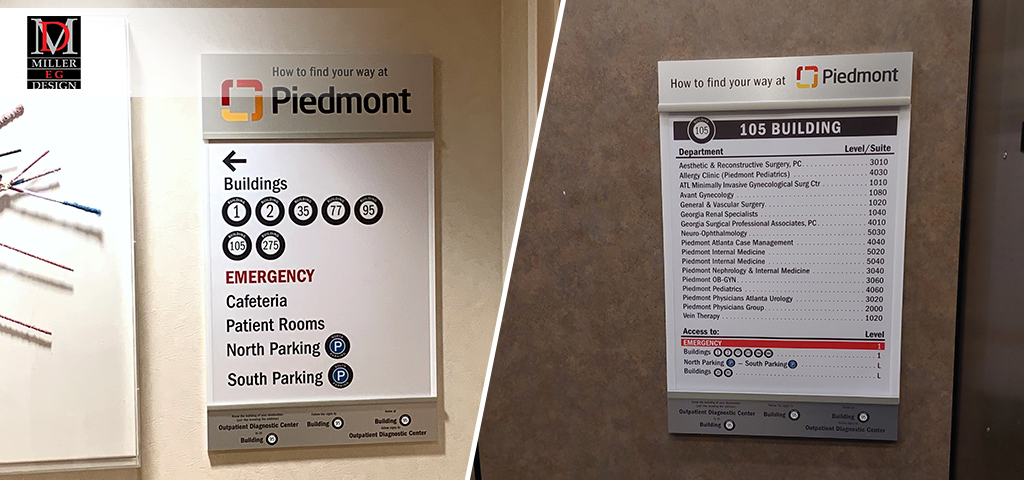 MILLER
EG
DESIGN
How to find your way at
Piedmont
Buildings
1 2 35 77 95
105 275
EMERGENCY
Cafeteria
Patient Rooms
North Parking P
South Parking P
Outpatient Diagnostic Center
Building 95
Building 95
Building 95
Outpatient Diagnostic Center
How to find your way at Piedmont
105 105 BUILDING
Department Level/Suite
Aesthetic & Reconstructive Surgery, PC 3010
Allergy Clinic (Piedmont Pediatrics) 4030
ATL Minimally Invasive Gynecological Surg Ctr 1010
Avant Gynecology 1080
General & Vascular Surgery 1020
Georgia Renal Specialists 1040
Georgia Surgical Professional Associates, PC 4010
Neuro-Ophthalmology 5030
Piedmont Atlanta Case Management 4040
Piedmont Internal Medicine 5020
Piedmont Internal Medicine 5040
Piedmont Nephrology & Internal Medicine 3040
Piedmont OB-GYN 3060
Piedmont Pediatrics 4060
Piedmont Physicians Atlanta Urology 3020
Piedmont Physicians Group 2000
Vein Therapy 1020
Access to: Level
EMERGENCY 1
Buildings 1
North Parking P – South Parking P L
Buildings L
Outpatient Diagnostic Center
Building 95
Building 95
Building 95
Outpatient Diagnostic Center